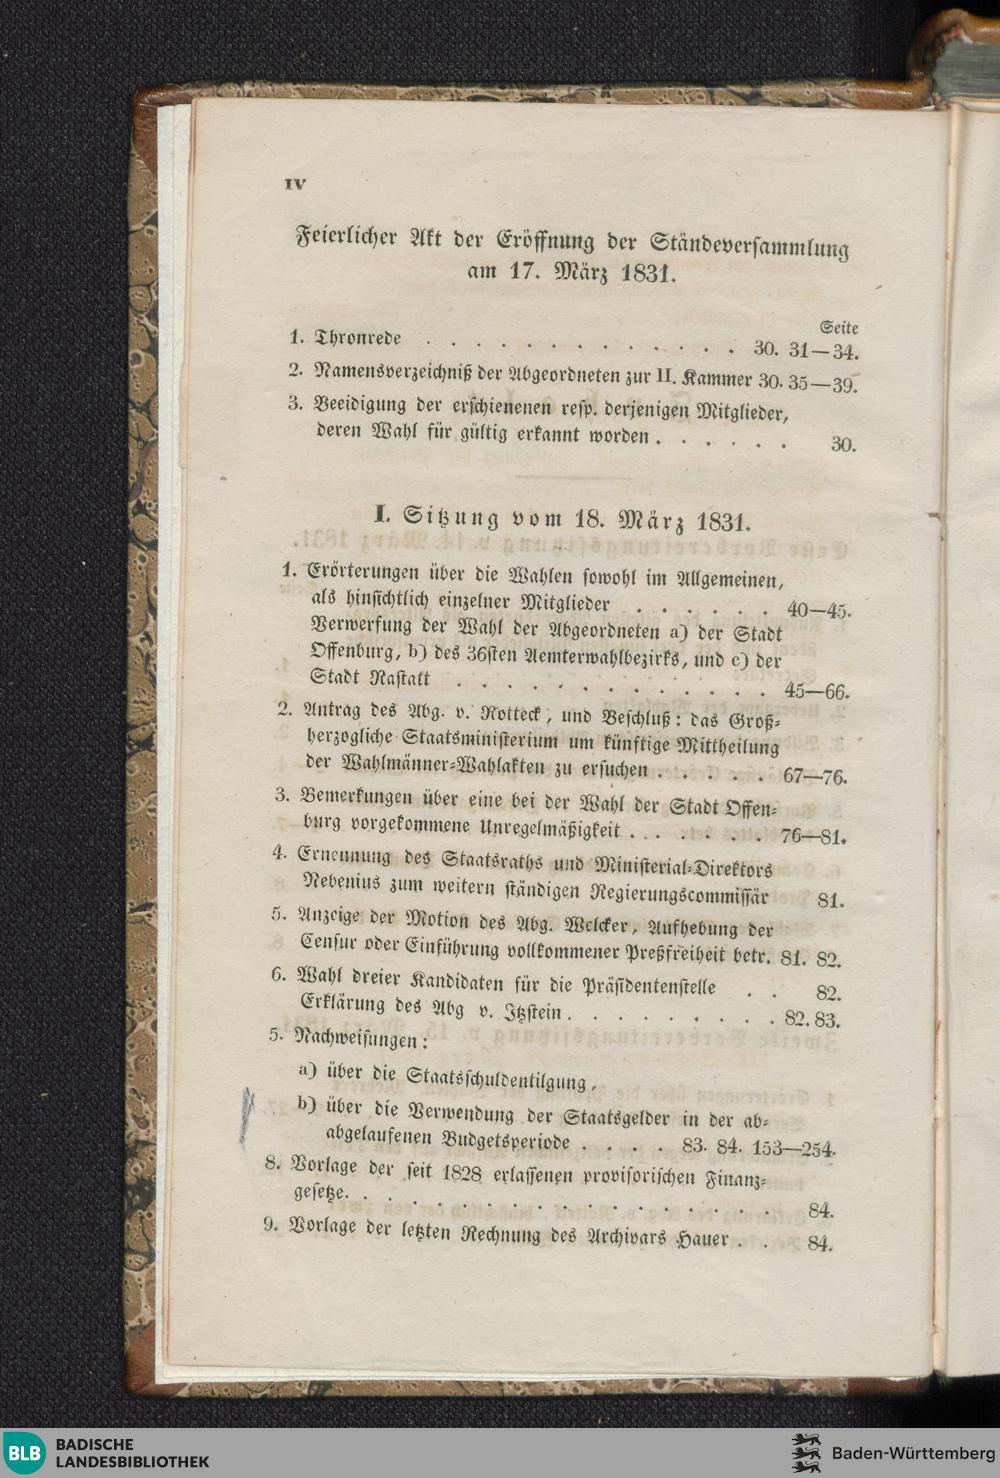 IV
Feierlicher Akt der Eröffnung der Ständeversammlung
am 17. März 1831.
Seite
1. Thronrede . . . . . . . . . . . . . 30. 31—34.
2. Namensverzeichniß der Abgeordneten zur II. Kammer 30. 35—39.
3. Beeidigung der erschienenen resp. derjenigen Mitglieder,
deren Wahl für gültig erkannt worden . . . . . . 30.
I. Sitzung vom 18. März 1831.
1. Erörterungen über die Wahlen sowohl im Allgemeinen,
als hinsichtlich einzelner Mitglieder . . . . . . 40—45.
Verwerfung der Wahl der Abgeordneten a) der Stadt
Offenburg, b) des 36sten Aemterwahlbezirks, und c) der
Stadt Rastatt . . . . . . . . . . . . . 45—66.
2. Antrag des Abg. v. Rotteck, und Beschluß: das Groß-
herzogliche Staatsministerium um künftige Mittheilung
der Wahlmänner-Wahlakten zu ersuchen . . . . . 67—76.
3. Bemerkungen über eine bei der Wahl der Stadt Offen-
burg vorgekommene Unregelmäßigkeit . . . . . . 76—81.
4. Ernennung des Staatsraths und Ministerial-Direktors
Nebenius zum weitern ständigen Regierungscommissär 81.
5. Anzeige der Motion des Abg. Welcker, Aufhebung der
Censur oder Einführung vollkommener Preßfreiheit betr. 81. 82.
6. Wahl dreier Kandidaten für die Präsidentenstelle . . 82.
Erklärung des Abg v. Itzstein . . . . . . . . . 82. 83.
5. Nachweisungen:
a) über die Staatsschuldentilgung,
b) über die Verwendung der Staatsgelder in der ab-
abgelaufenen Budgetsperiode . . . . 83. 84. 153—254.
8. Vorlage der seit 1828 erlassenen provisorischen Finanz-
gesetze. . . . . . . . . . . . . . . . . . 84.
9. Vorlage der letzten Rechnung des Archivars Hauer . . 84.
BLB BADISCHE
LANDESBIBLIOTHEK
Baden-Württemberg